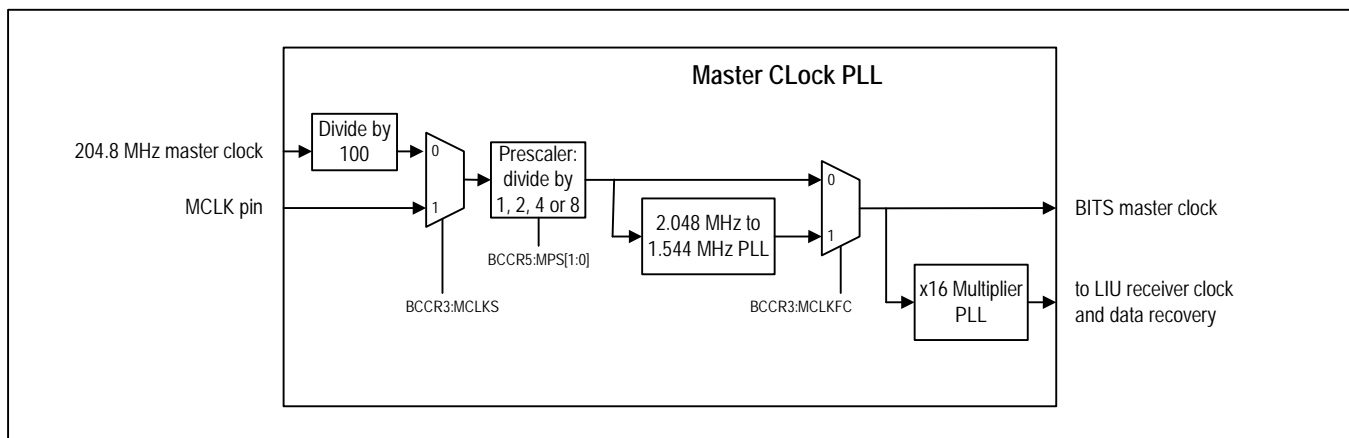 Master CLock PLL
204.8 MHz master clock
Divide by
100
0
MCLK pin
1
Prescaler:
divide by
1, 2, 4 or 8
BCCR5:MPS[1:0]
BCCR3:MCLKS
2.048 MHz to
1.544 MHz PLL
0
1
BCCR3:MCLKFC
BITS master clock
x16 Multiplier
PLL
to LIU receiver clock
and data recovery